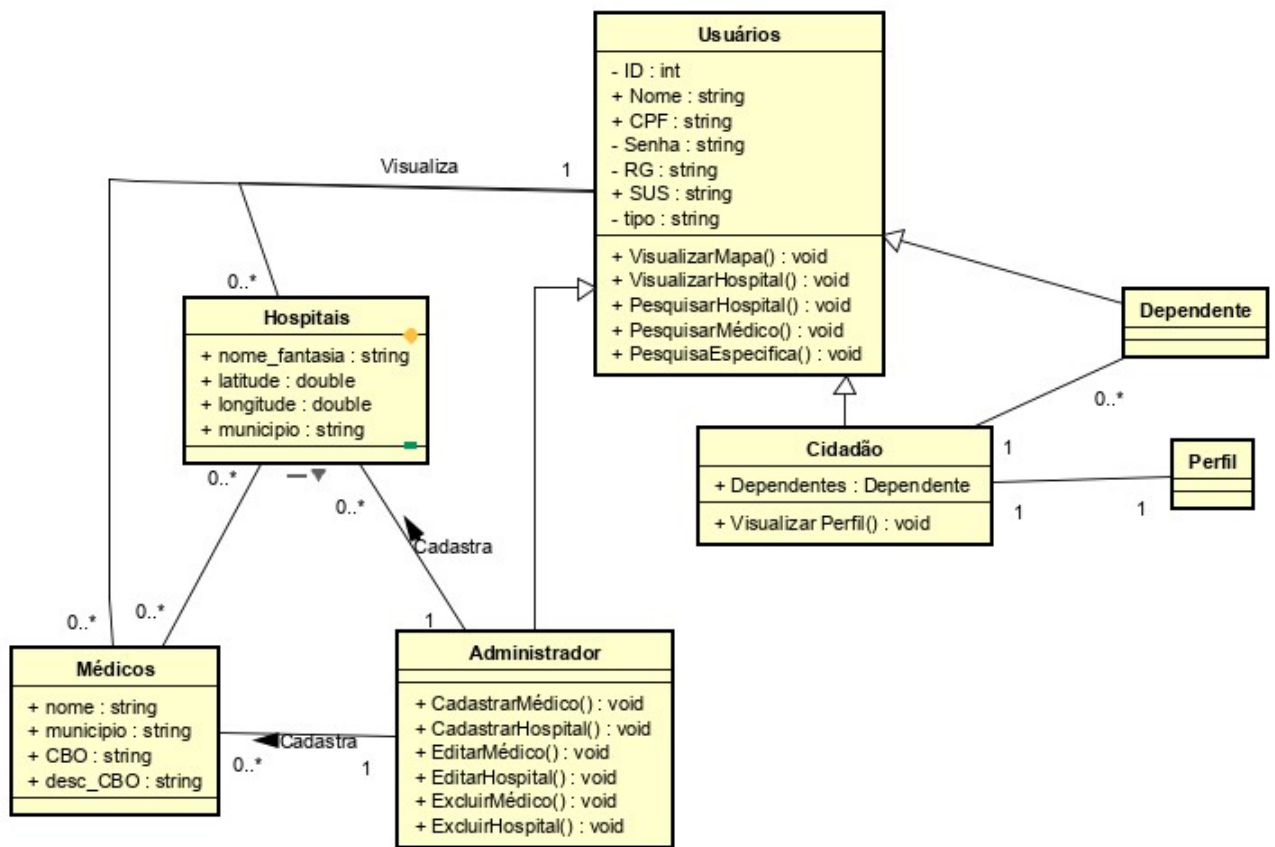 Usuários
- ID : int
+ Nome : string
+ CPF : string
- Senha : string
- RG : string
+ SUS : string
- tipo : string
+ VisualizarMapa() : void
+ VisualizarHospital() : void
+ PesquisarHospital() : void
+ PesquisarMédico() : void
+ PesquisaEspecifica() : void
Visualiza
1
0..*
Hospitais
+ nome_fantasia : string
+ latitude : double
+ longitude : double
+ municipio : string
Dependente
0..*
1
Cidadão
+ Dependentes : Dependente
+ Visualizar Perfil() : void
Perfil
1
1
0..*
0..*
Cadastra
0..*
0..*
1
Médicos
+ nome : string
+ municipio : string
+ CBO : string
+ desc_CBO : string
Cadastra
0..*
1
Administrador
+ CadastrarMédico() : void
+ CadastrarHospital() : void
+ EditarMédico() : void
+ EditarHospital() : void
+ ExcluirMédico() : void
+ ExcluirHospital() : void